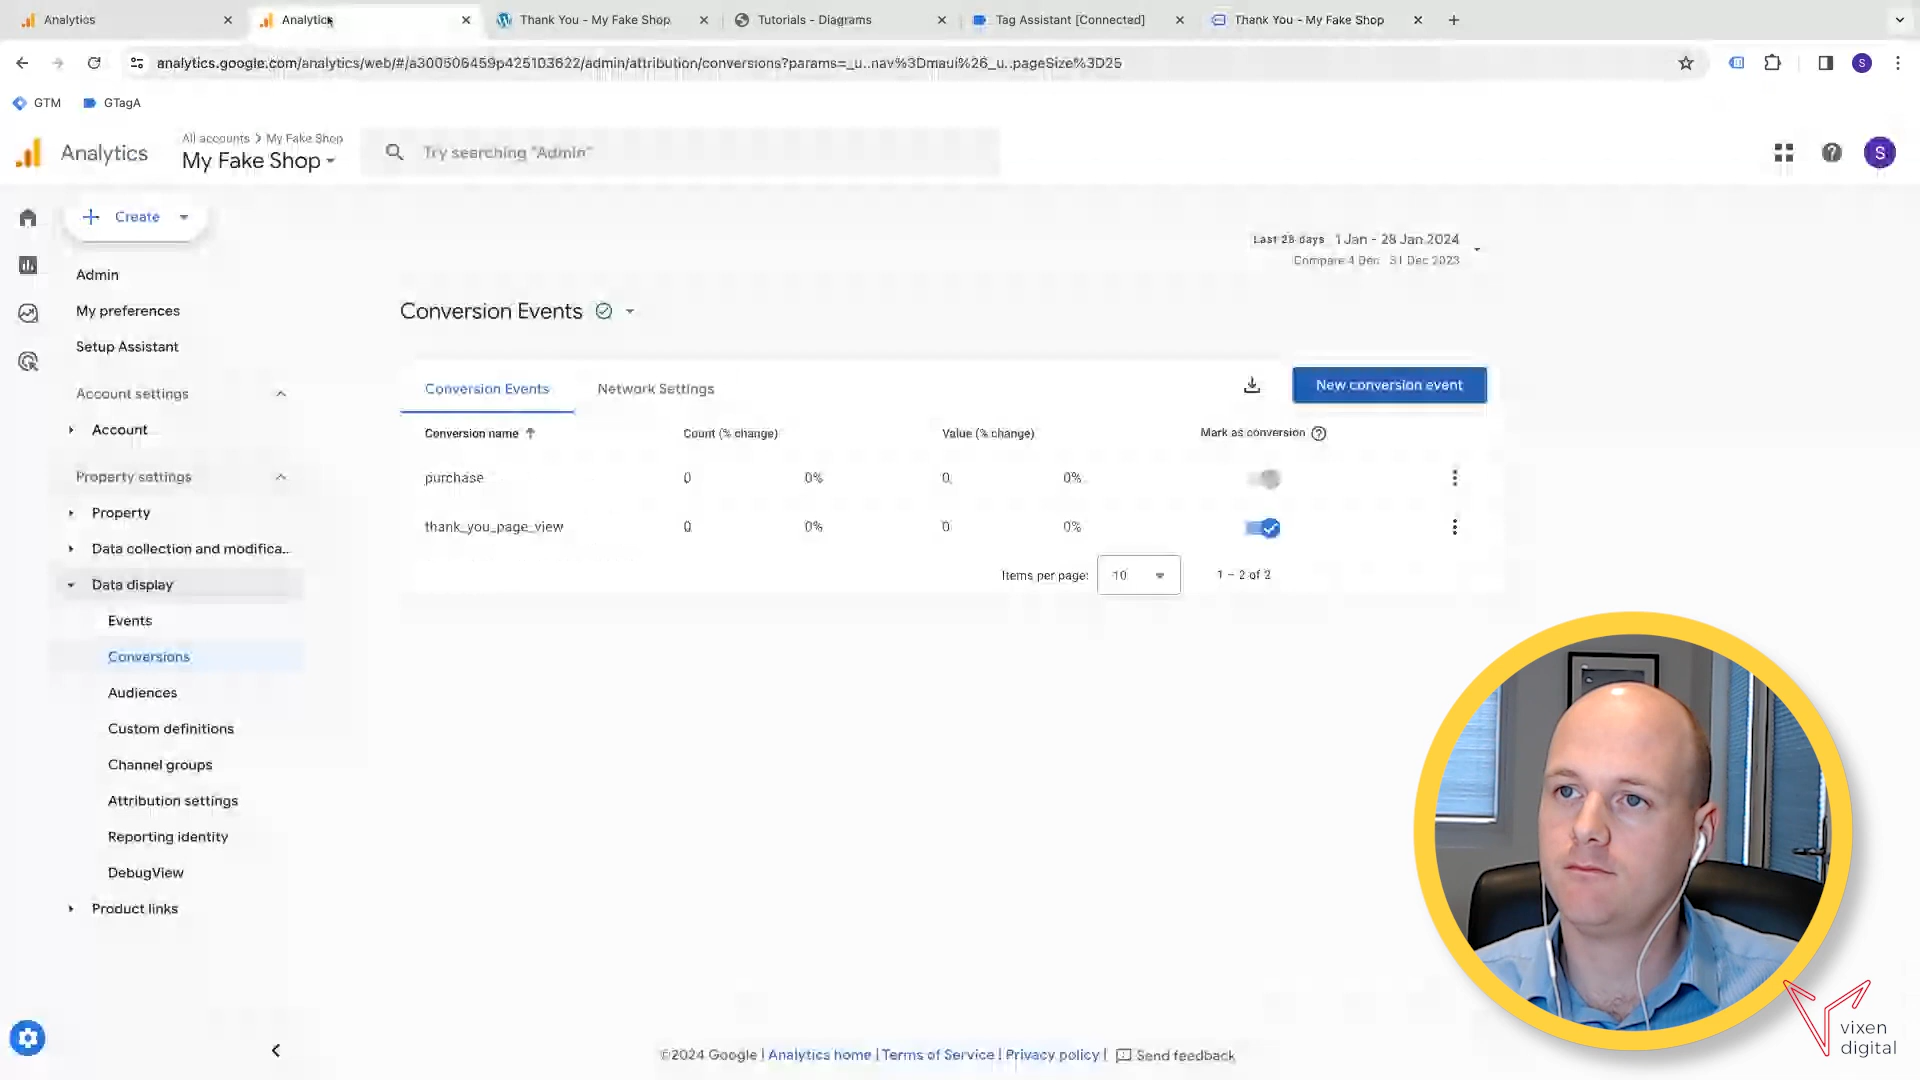 Analytics
Analytics
Thank You - My Fake Shop
Tutorials - Diagrams
Tag Assistant [Connected]
Thank You - My Fake Shop
analytics.google.com/analytics/web/#/a300506459p425103622/admin/attribution/conversions?params=_u..nav%3Dmaui%26_u..pageSize%3D25
S
GTM
GTagA
Analytics
All accounts > My Fake Shop
My Fake Shop
Try searching "Admin"
S
Create
Last 28 days 1 Jan - 28 Jan 2024
Compare 4 Dec 31 Dec 2023
Admin
My preferences
Setup Assistant
Account settings
Account
Property settings
Property
Data collection and modifica...
Data display
Events
Conversions
Audiences
Custom definitions
Channel groups
Attribution settings
Reporting identity
DebugView
Product links
Conversion Events
Conversion Events Network Settings
New conversion event
Conversion name Count (% change) Value (% change) Mark as conversion
purchase 0 0% 0 0%
thank_you_page_view 0 0% 0 0%
Items per page: 10 1 – 2 of 2
©2024 Google | Analytics home | Terms of Service | Privacy policy | Send feedback
vixen
digital